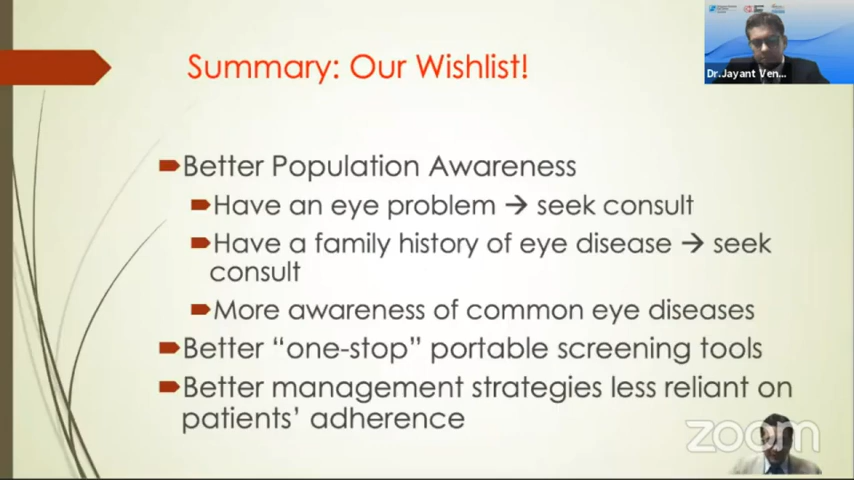 Summary: Our Wishlist!
Dr.Jayant Ven...
Better Population Awareness
Have an eye problem → seek consult
Have a family history of eye disease → seek
consult
More awareness of common eye diseases
Better “one-stop” portable screening tools
Better management strategies less reliant on
patients’ adherence
zoom